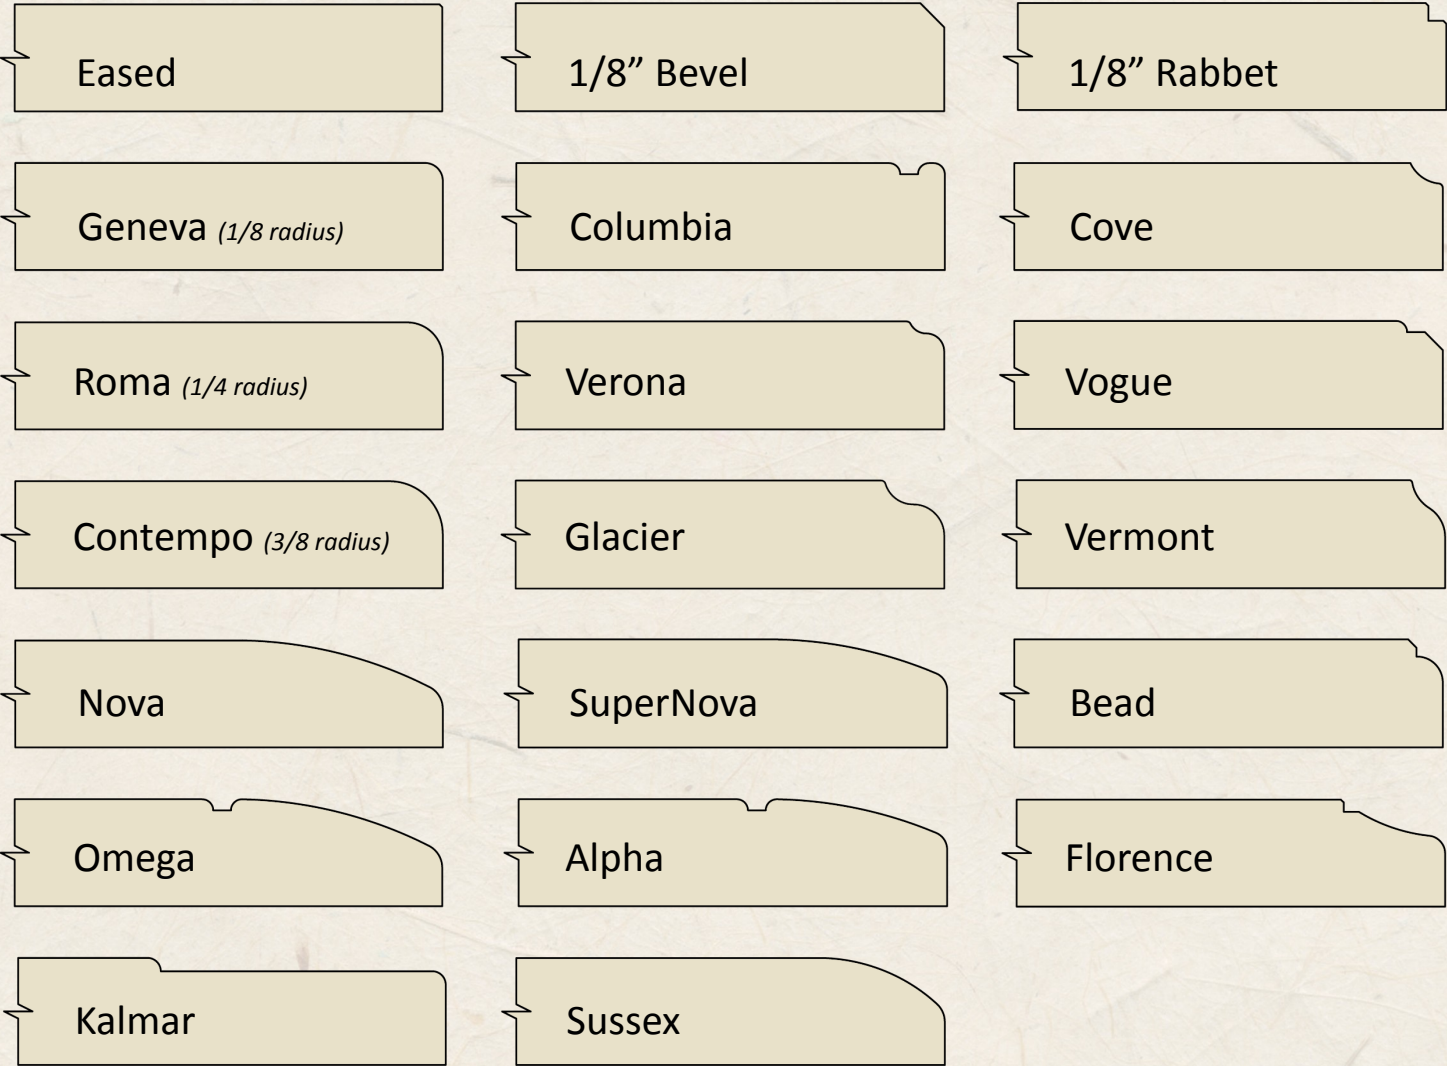 Eased
1/8” Bevel
1/8” Rabbet
Geneva (1/8 radius)
Columbia
Cove
Roma (1/4 radius)
Verona
Vogue
Contempo (3/8 radius)
Glacier
Vermont
Nova
SuperNova
Bead
Omega
Alpha
Florence
Kalmar
Sussex